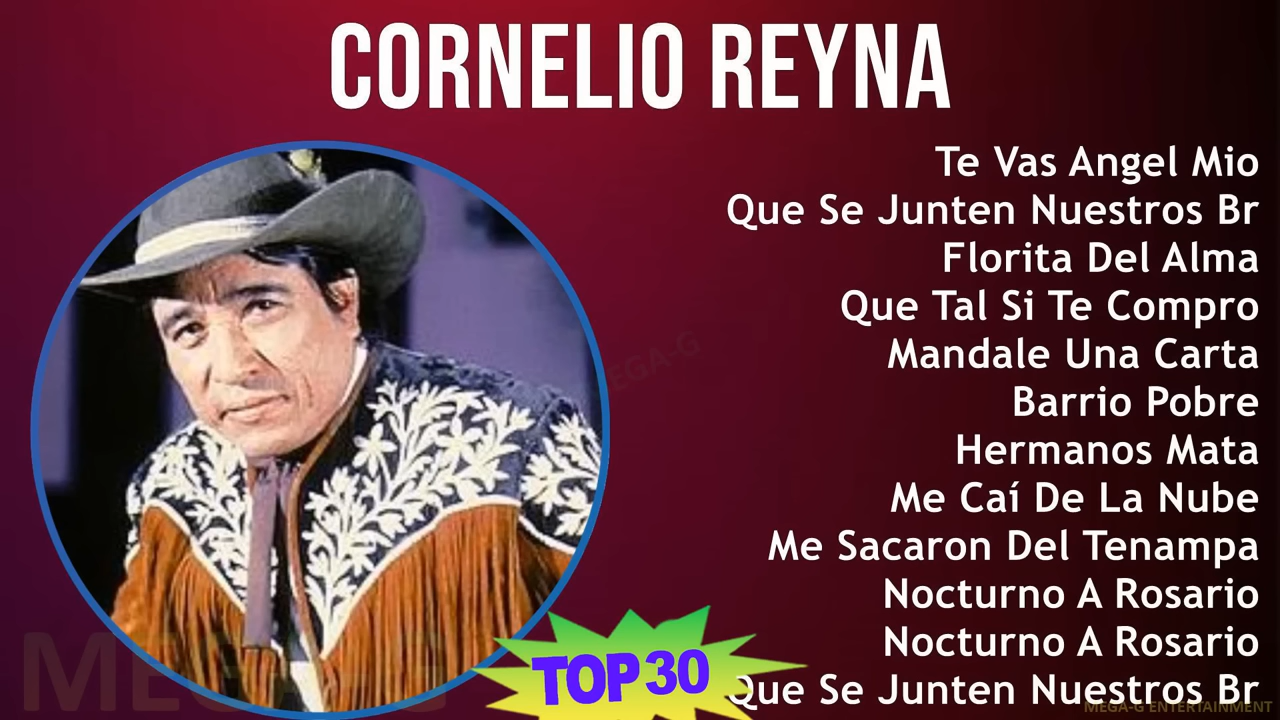 CORNELIO REYNA
Te Vas Angel Mio
Que Se Junten Nuestros Br
Florita Del Alma
Que Tal Si Te Compro
Mandale Una Carta
Barrio Pobre
Hermanos Mata
Me Caí De La Nube
Me Sacaron Del Tenampa
Nocturno A Rosario
Nocturno A Rosario
Que Se Junten Nuestros Br
TOP 30
MEGA-G
MEGA-G
MEGA-G ENTERTAINMENT